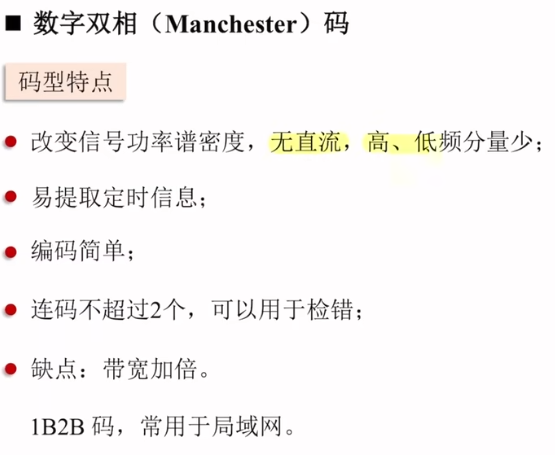 ■ 数字双相（Manchester）码
码型特点
● 改变信号功率谱密度，无直流，高、低频分量少；
● 易提取定时信息；
● 编码简单；
● 连码不超过2个，可以用于检错；
● 缺点：带宽加倍。
1B2B 码，常用于局域网。